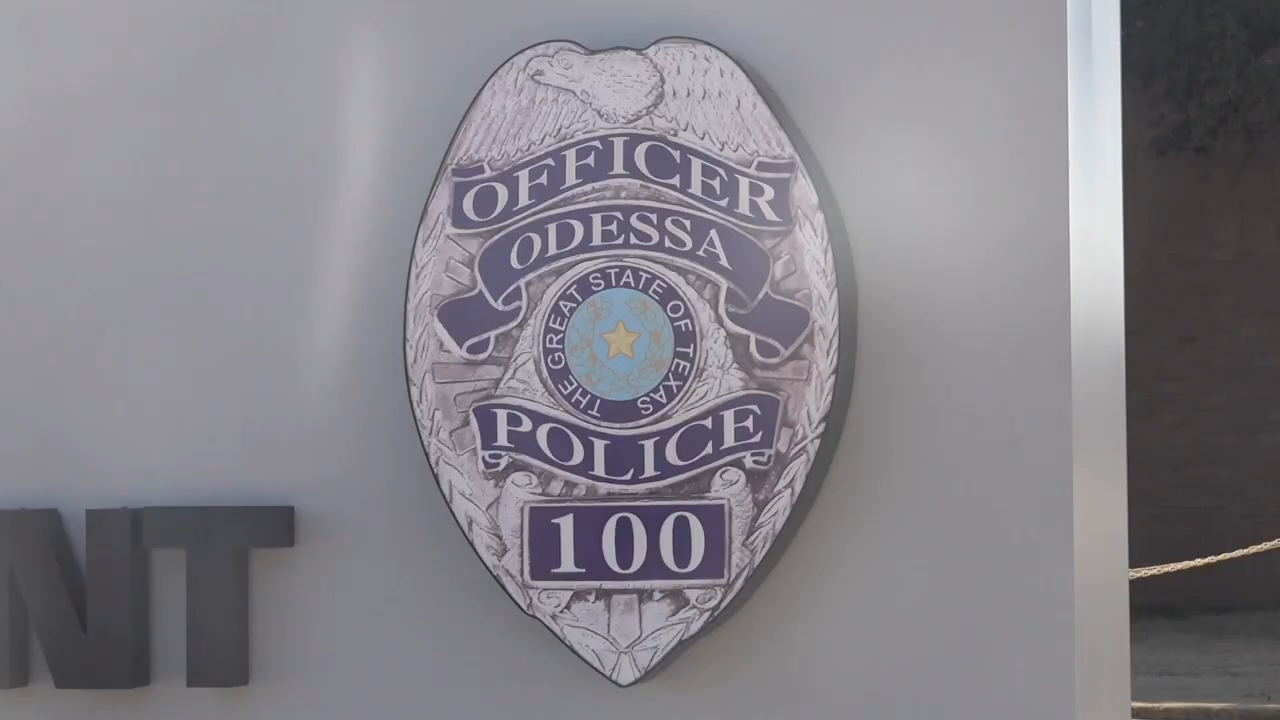 OFFICER
ODESSA
THE GREAT STATE OF TEXAS
POLICE
100
NT